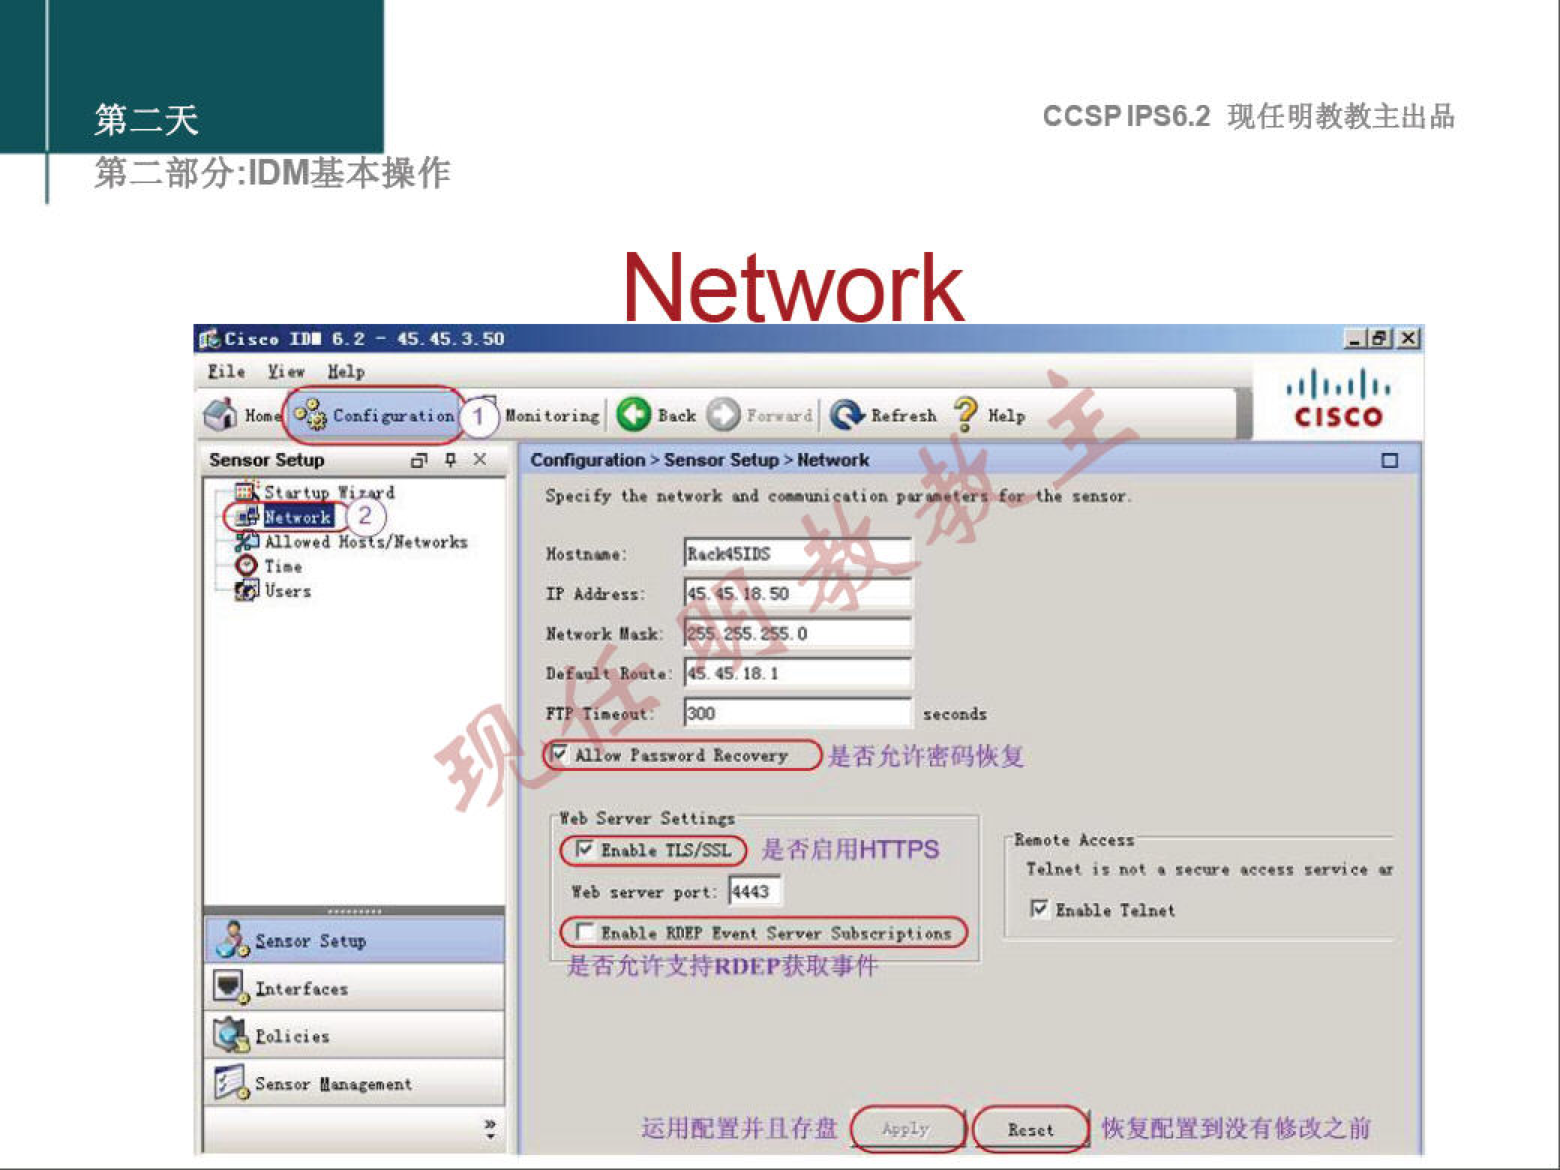 第二天
CCSP IPS6.2 现任明教教主出品
第二部分:IDM基本操作
Network
Cisco IDM 6.2 - 45.45.3.50
File View Help
Home Configuration 1 Monitoring Back Forward Refresh Help
CISCO
Sensor Setup
Configuration > Sensor Setup > Network
Startup Wizard
Network 2
Allowed Hosts/Networks
Time
Users
Specify the network and communication parameters for the sensor.
Hostname: Rack45IDS
IP Address: 45.45.18.50
Network Mask: 255.255.255.0
Default Route: 45.45.18.1
FTP Timeout: 300 seconds
Allow Password Recovery 是否允许密码恢复
Web Server Settings
Enable TLS/SSL 是否启用HTTPS
Web server port: 4443
Enable RDEP Event Server Subscriptions
是否允许支持RDEP获取事件
Remote Access
Telnet is not a secure access service ar
Enable Telnet
Sensor Setup
Interfaces
Policies
Sensor Management
运用配置并且存盘 Apply Reset 恢复配置到没有修改之前
现任明教教主